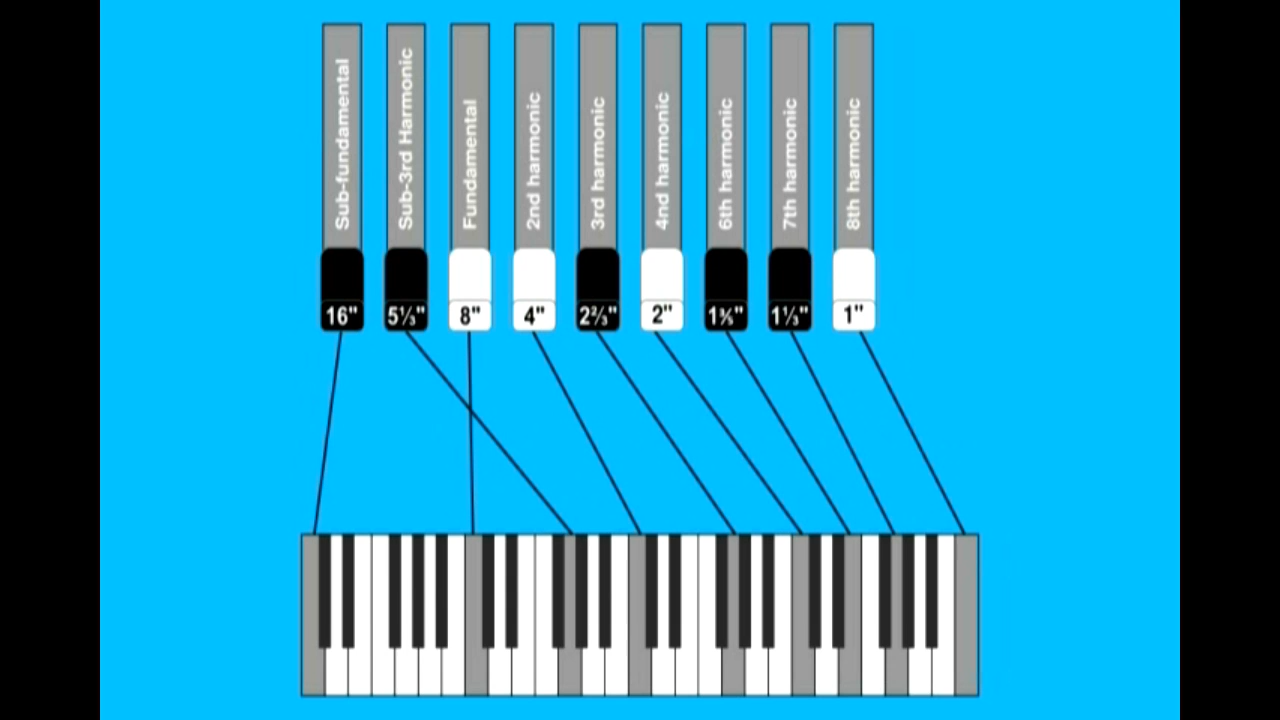 Sub-fundamental
Sub-3rd Harmonic
Fundamental
2nd harmonic
3rd harmonic
4nd harmonic
6th harmonic
7th harmonic
8th harmonic
16"
5⅓"
8"
4"
2⅔"
2"
1⅗"
1⅓"
1"